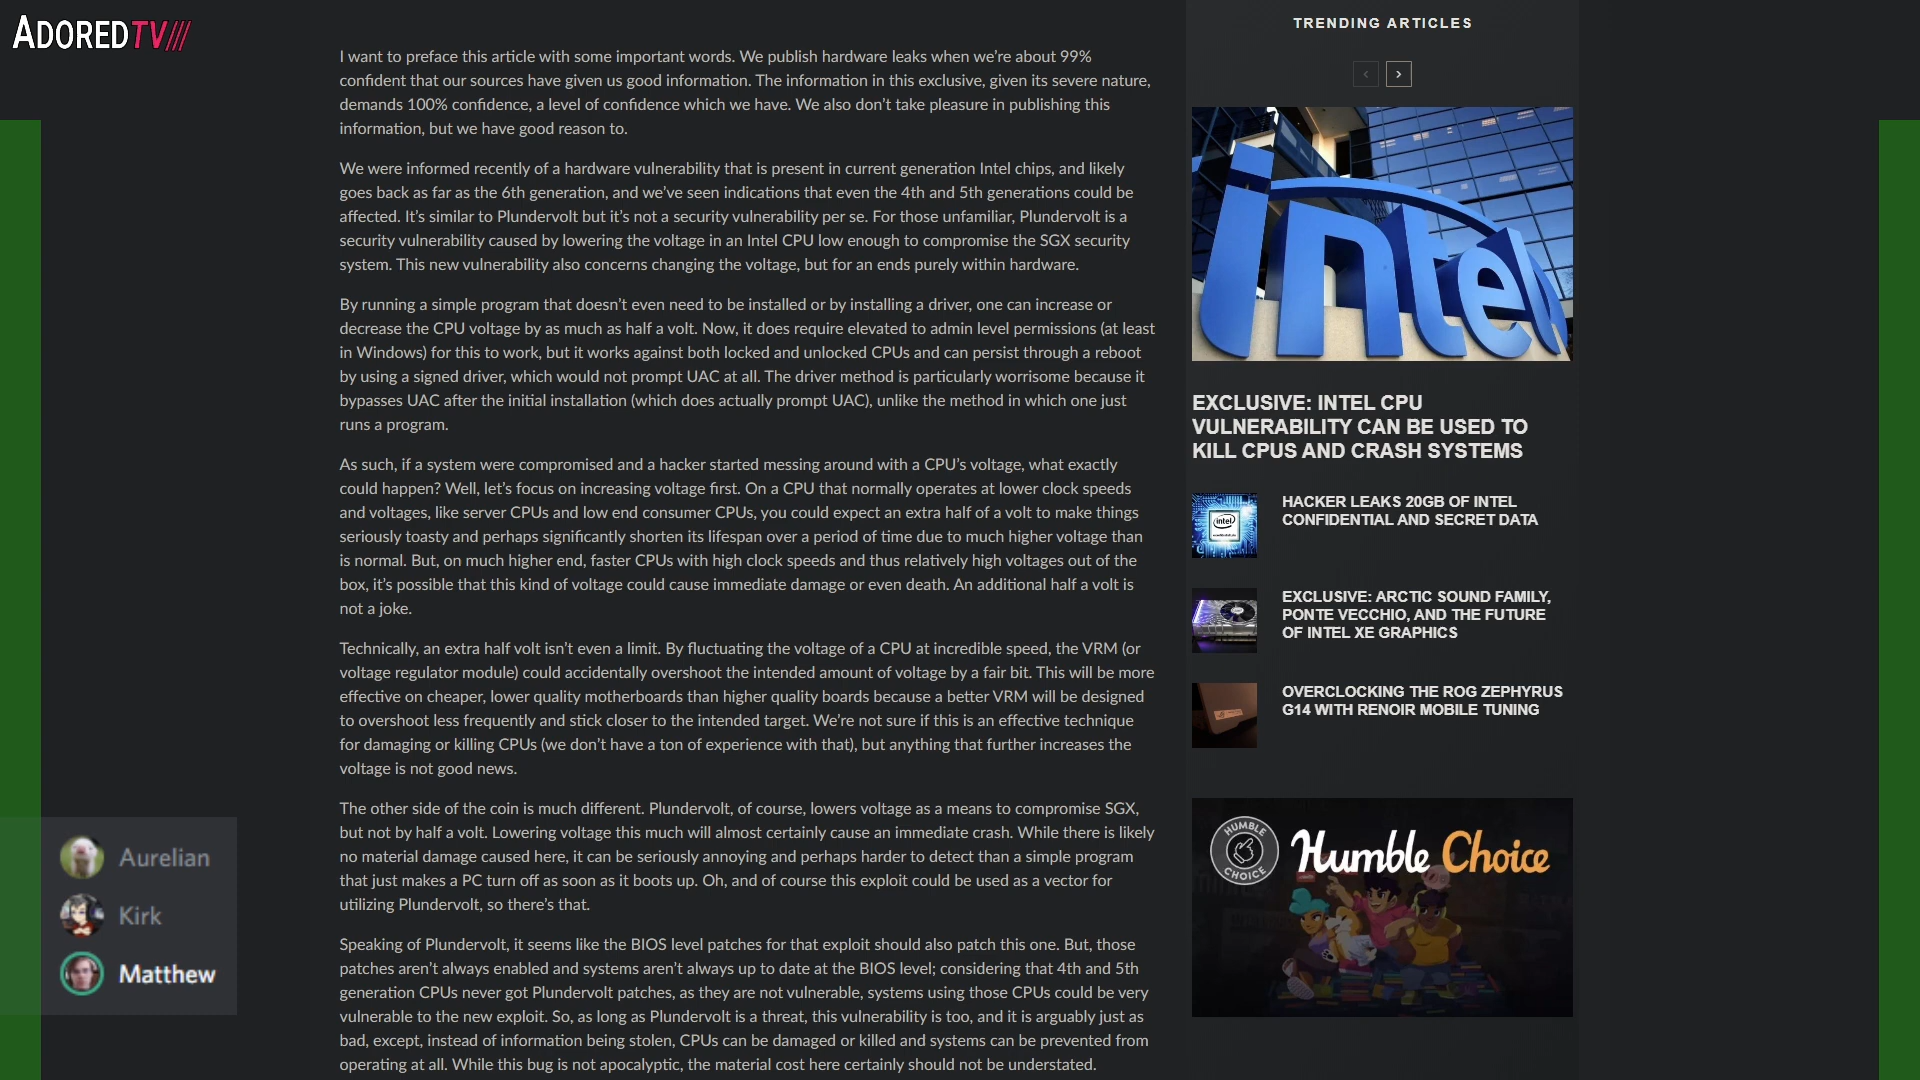 ADOREDTV///
I want to preface this article with some important words. We publish hardware leaks when we're about 99%
confident that our sources have given us good information. The information in this exclusive, given its severe nature,
demands 100% confidence, a level of confidence which we have. We also don't take pleasure in publishing this
information, but we have good reason to.
We were informed recently of a hardware vulnerability that is present in current generation Intel chips, and likely
goes back as far as the 6th generation, and we've seen indications that even the 4th and 5th generations could be
affected. It's similar to Plundervolt but it's not a security vulnerability per se. For those unfamiliar, Plundervolt is a
security vulnerability caused by lowering the voltage in an Intel CPU low enough to compromise the SGX security
system. This new vulnerability also concerns changing the voltage, but for an ends purely within hardware.
By running a simple program that doesn't even need to be installed or by installing a driver, one can increase or
decrease the CPU voltage by as much as half a volt. Now, it does require elevated to admin level permissions (at least
in Windows) for this to work, but it works against both locked and unlocked CPUs and can persist through a reboot
by using a signed driver, which would not prompt UAC at all. The driver method is particularly worrisome because it
bypasses UAC after the initial installation (which does actually prompt UAC), unlike the method in which one just
runs a program.
As such, if a system were compromised and a hacker started messing around with a CPU's voltage, what exactly
could happen? Well, let's focus on increasing voltage first. On a CPU that normally operates at lower clock speeds
and voltages, like server CPUs and low end consumer CPUs, you could expect an extra half of a volt to make things
seriously toasty and perhaps significantly shorten its lifespan over a period of time due to much higher voltage than
is normal. But, on much higher end, faster CPUs with high clock speeds and thus relatively high voltages out of the
box, it's possible that this kind of voltage could cause immediate damage or even death. An additional half a volt is
not a joke.
Technically, an extra half volt isn't even a limit. By fluctuating the voltage of a CPU at incredible speed, the VRM (or
voltage regulator module) could accidentally overshoot the intended amount of voltage by a fair bit. This will be more
effective on cheaper, lower quality motherboards than higher quality boards because a better VRM will be designed
to overshoot less frequently and stick closer to the intended target. We're not sure if this is an effective technique
for damaging or killing CPUs (we don't have a ton of experience with that), but anything that further increases the
voltage is not good news.
The other side of the coin is much different. Plundervolt, of course, lowers voltage as a means to compromise SGX,
but not by half a volt. Lowering voltage this much will almost certainly cause an immediate crash. While there is likely
no material damage caused here, it can be seriously annoying and perhaps harder to detect than a simple program
that just makes a PC turn off as soon as it boots up. Oh, and of course this exploit could be used as a vector for
utilizing Plundervolt, so there's that.
Speaking of Plundervolt, it seems like the BIOS level patches for that exploit should also patch this one. But, those
patches aren't always enabled and systems aren't always up to date at the BIOS level; considering that 4th and 5th
generation CPUs never got Plundervolt patches, as they are not vulnerable, systems using those CPUs could be very
vulnerable to the new exploit. So, as long as Plundervolt is a threat, this vulnerability is too, and it is arguably just as
bad, except, instead of information being stolen, CPUs can be damaged or killed and systems can be prevented from
operating at all. While this bug is not apocalyptic, the material cost here certainly should not be understated.
TRENDING ARTICLES
intel
EXCLUSIVE: INTEL CPU
VULNERABILITY CAN BE USED TO
KILL CPUS AND CRASH SYSTEMS
intel
HACKER LEAKS 20GB OF INTEL
CONFIDENTIAL AND SECRET DATA
EXCLUSIVE: ARCTIC SOUND FAMILY,
PONTE VECCHIO, AND THE FUTURE
OF INTEL XE GRAPHICS
OVERCLOCKING THE ROG ZEPHYRUS
G14 WITH RENOIR MOBILE TUNING
HUMBLE
CHOICE
Humble Choice
Aurelian
Kirk
Matthew